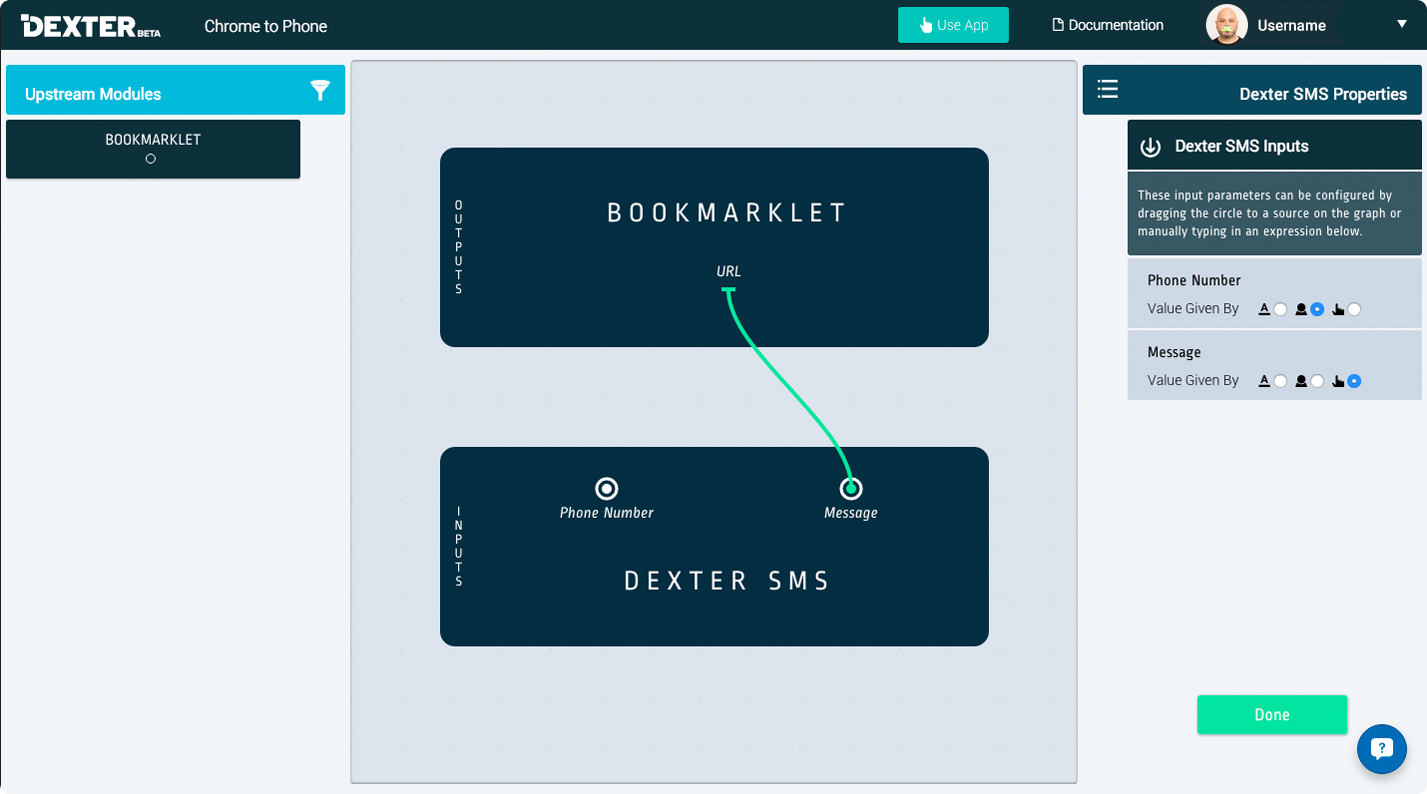 DEXTER BETA
Chrome to Phone
Use App
Documentation
Username
Upstream Modules
BOOKMARKLET
OUTPUTS
BOOKMARKLET
URL
INPUTS
Phone Number
Message
DEXTER SMS
Dexter SMS Properties
Dexter SMS Inputs
These input parameters can be configured by
dragging the circle to a source on the graph or
manually typing in an expression below.
Phone Number
Value Given By A
Message
Value Given By A
Done
?